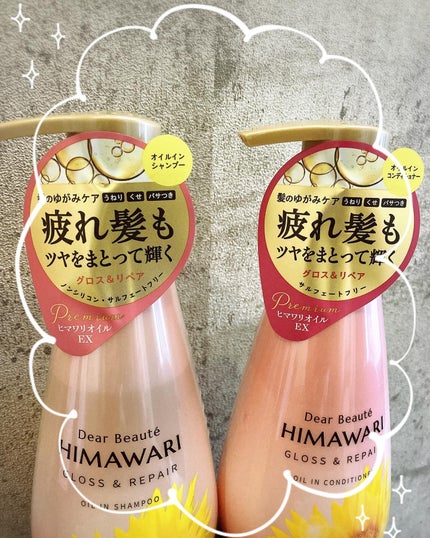 オイルイン
シャンプー
髪のゆがみケア うねり くせ パサつき
疲れ髪も
ツヤをまとって輝く
グロス&リペア
ノンシリコン・サルフェートフリー
Premium
ヒマワリオイル
EX
Dear Beauté
HIMAWARI
GLOSS & REPAIR
OIL IN SHAMPOO
オイルイン
コンディショナー
髪のゆがみケア うねり くせ パサつき
疲れ髪も
ツヤをまとって輝く
グロス&リペア
サルフェートフリー
Premium
ヒマワリオイル
EX
Dear Beauté
HIMAWARI
GLOSS & REPAIR
OIL IN CONDITIONER